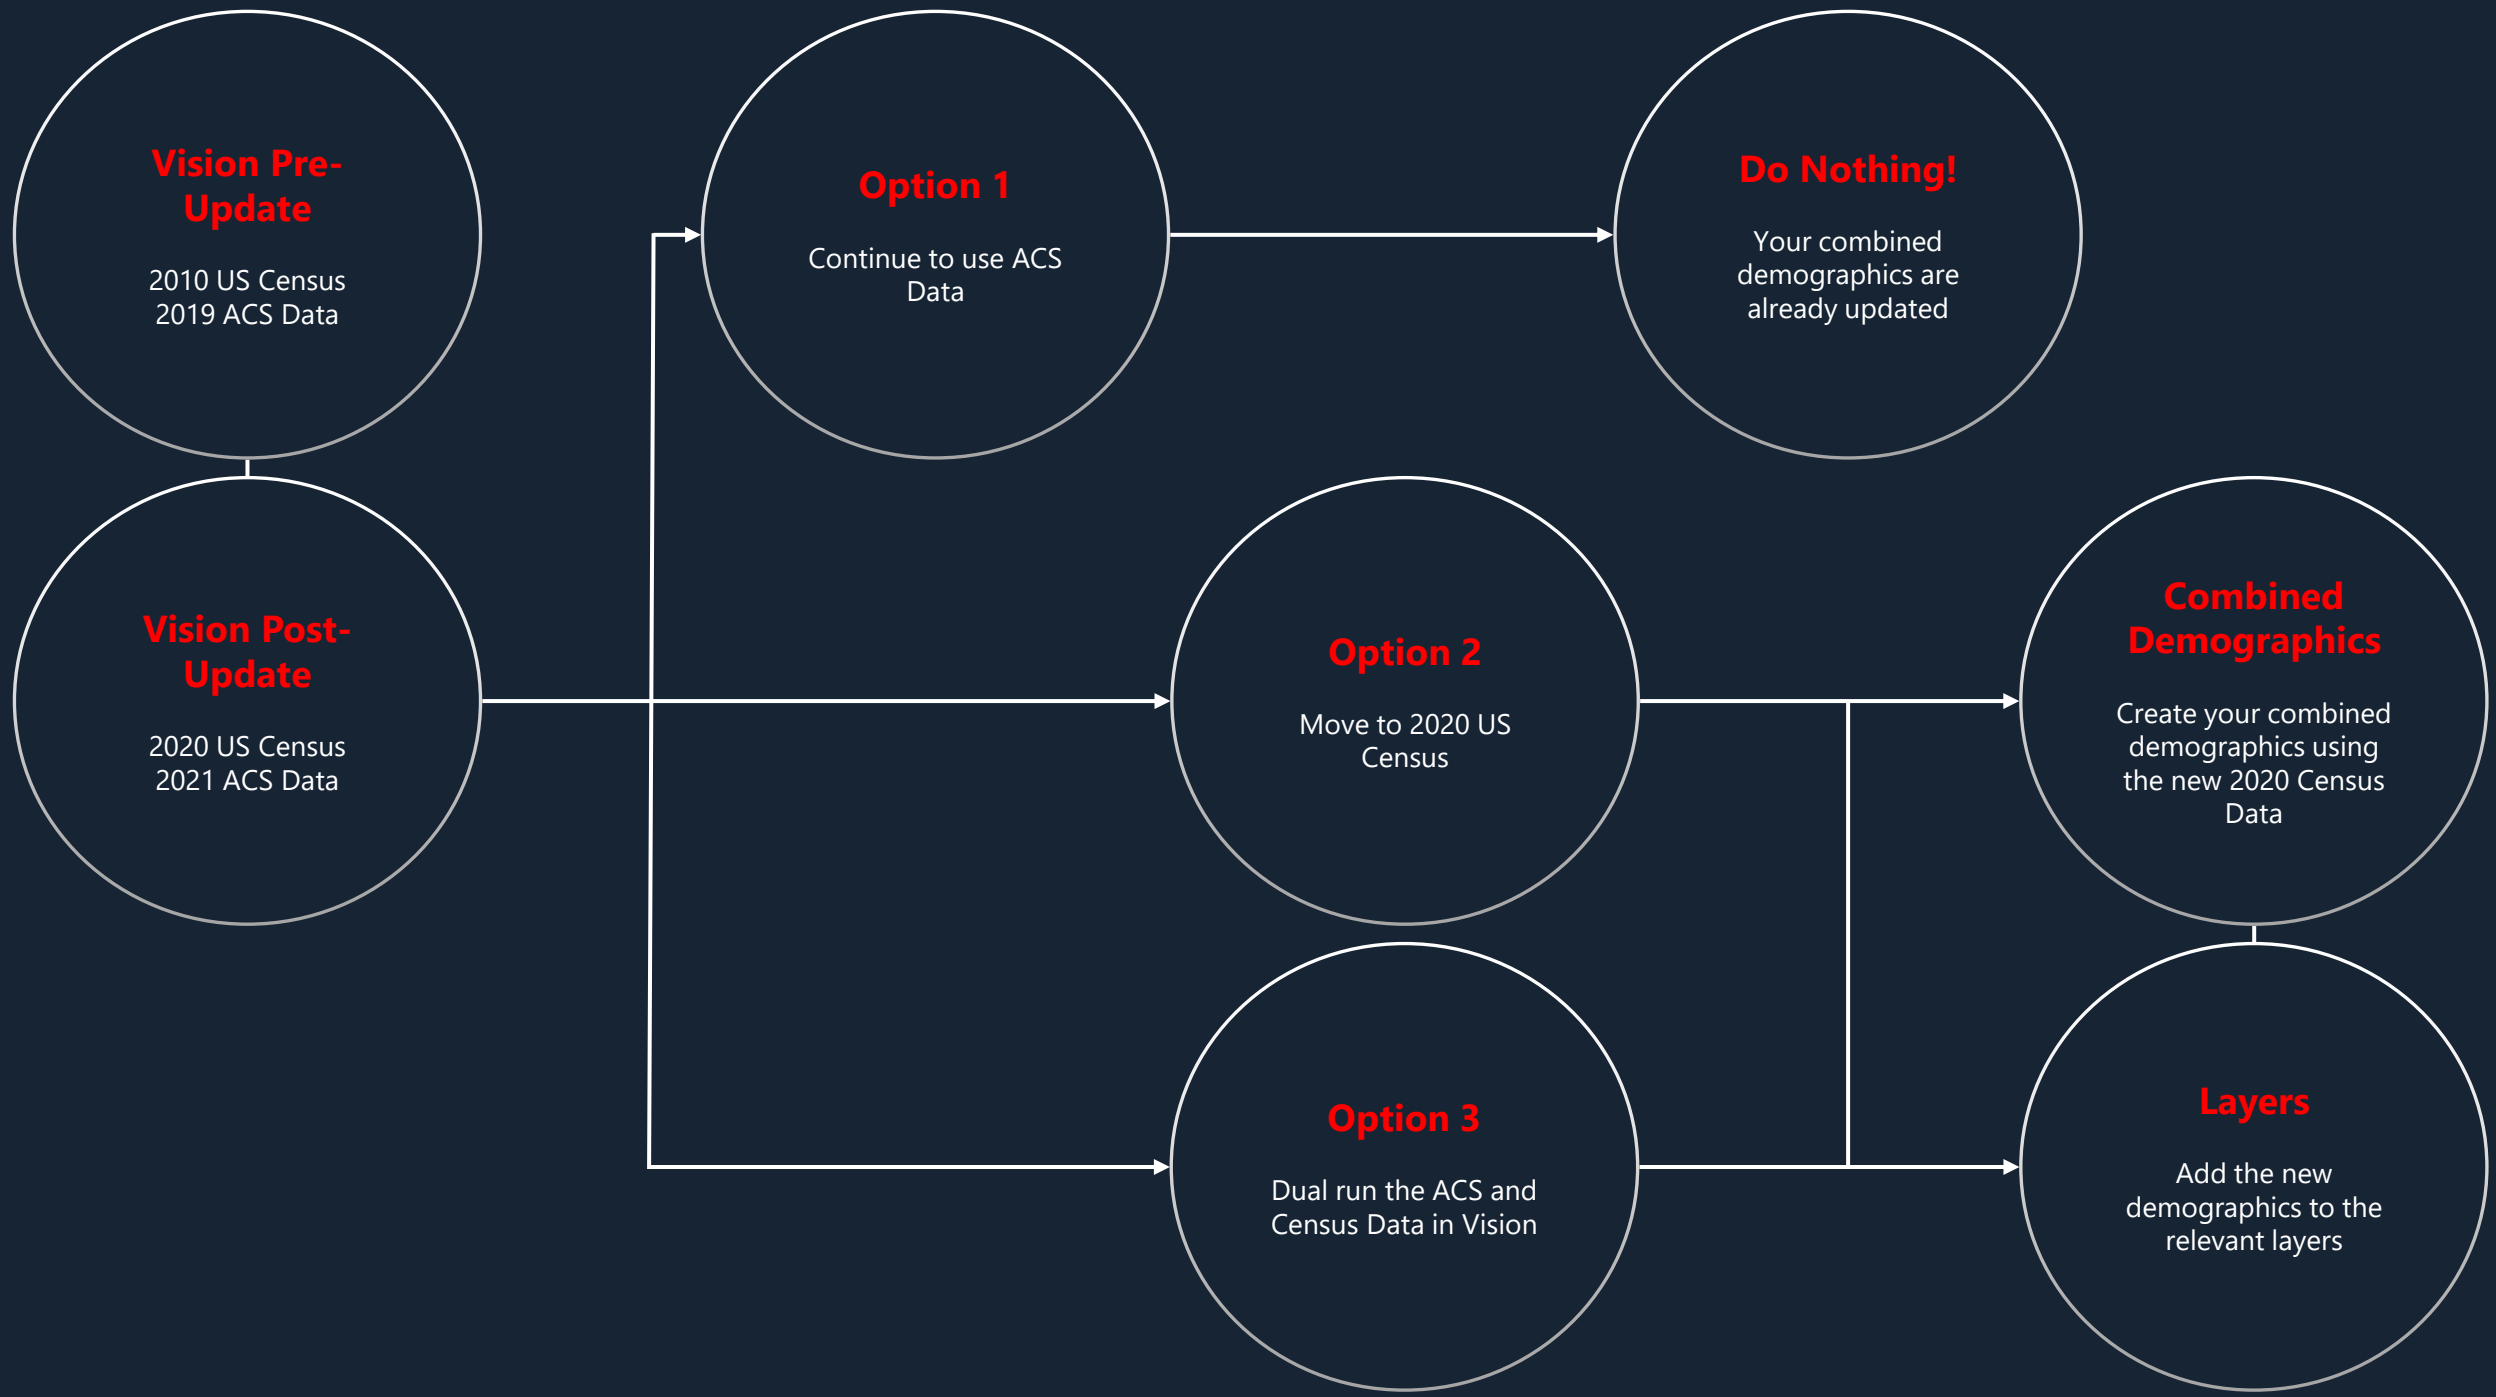 Vision Pre-
Update
2010 US Census
2019 ACS Data
Option 1
Continue to use ACS
Data
Do Nothing!
Your combined
demographics are
already updated
Vision Post-
Update
2020 US Census
2021 ACS Data
Option 2
Move to 2020 US
Census
Combined
Demographics
Create your combined
demographics using
the new 2020 Census
Data
Option 3
Dual run the ACS and
Census Data in Vision
Layers
Add the new
demographics to the
relevant layers